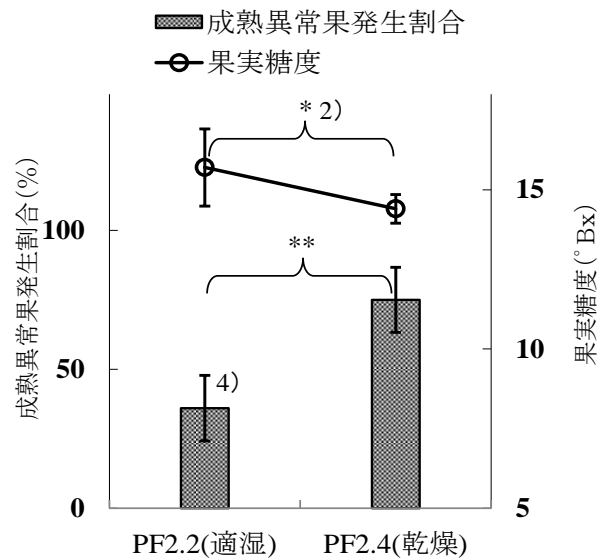 成熟異常果発生割合
果実糖度
* 2)
**
4)
成熟異常果発生割合(%)
100
50
0
果実糖度(°Bx)
15
10
5
PF2.2(適湿)
PF2.4(乾燥)